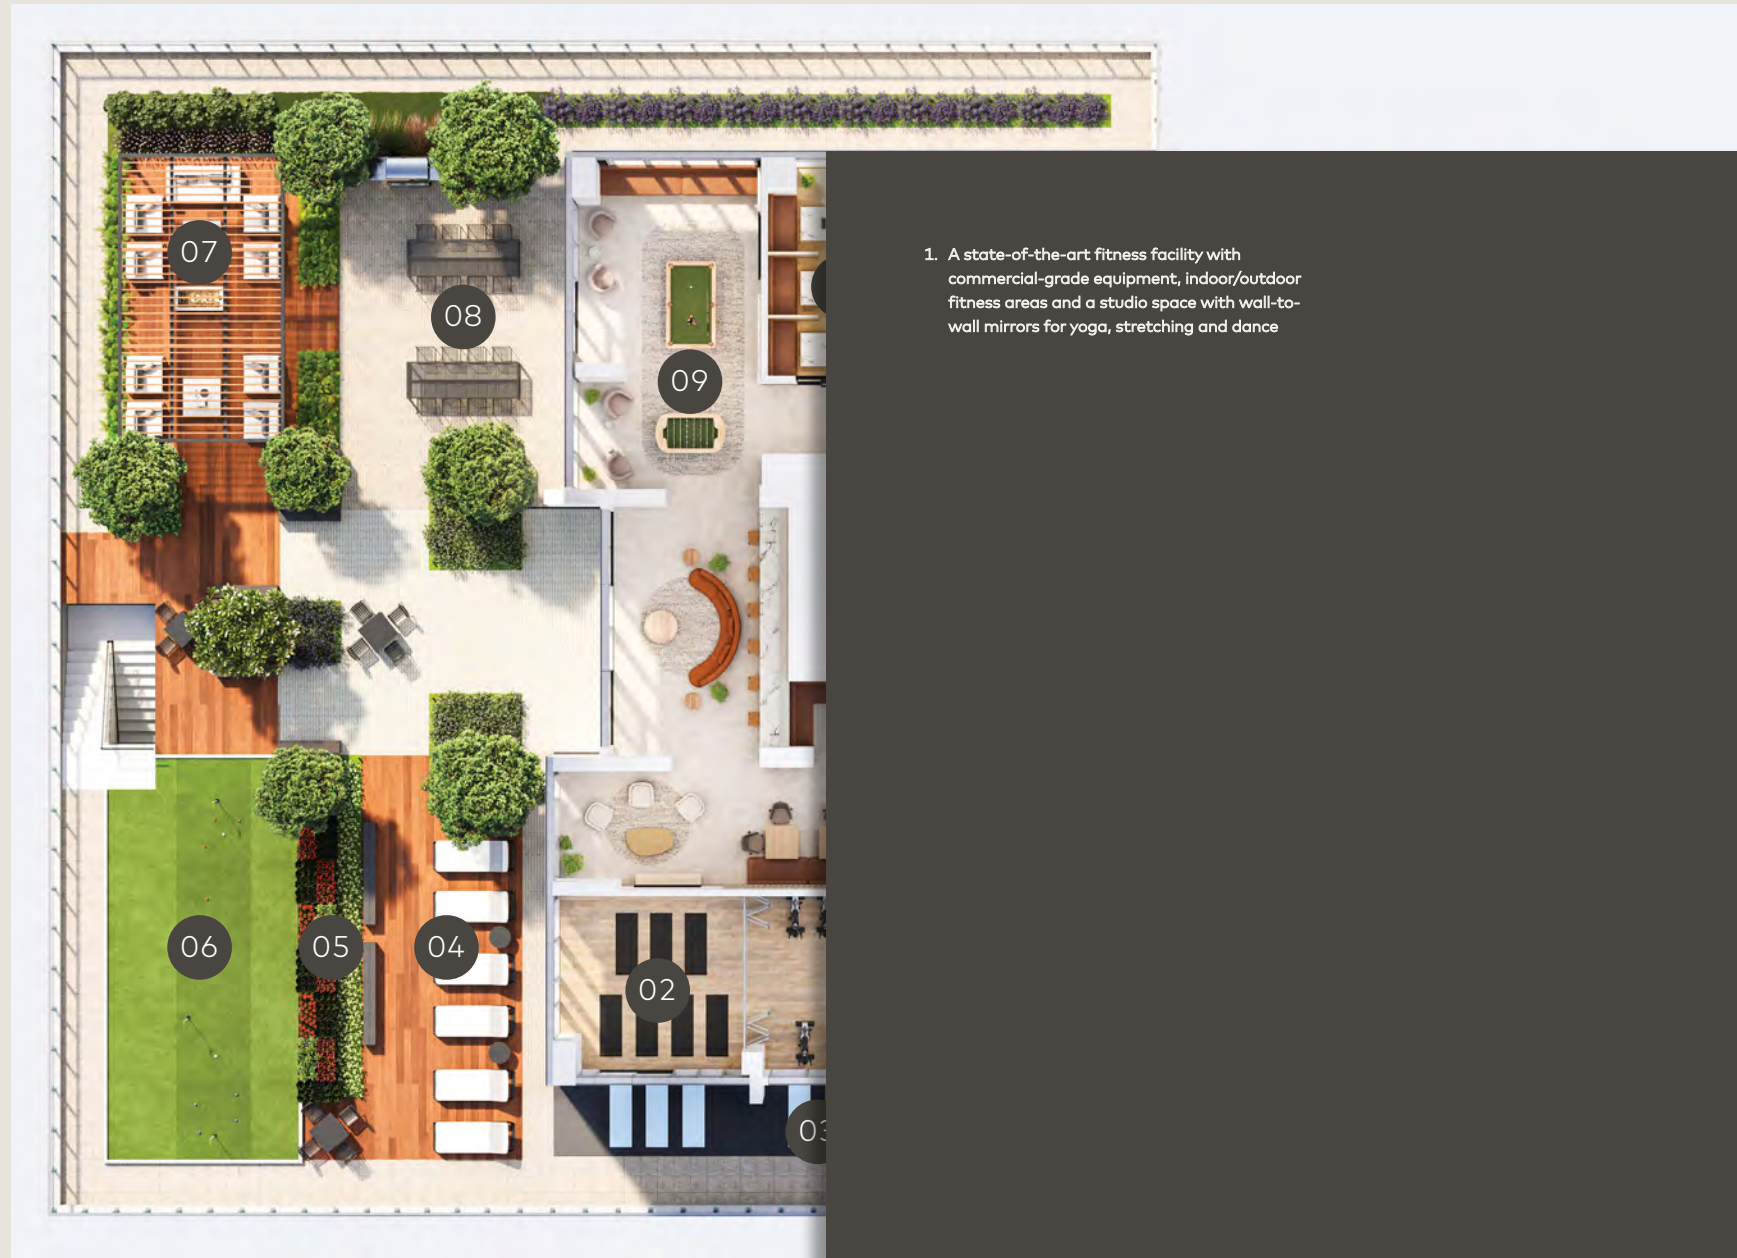 07
08
09
1. A state-of-the-art fitness facility with
commercial-grade equipment, indoor/outdoor
fitness areas and a studio space with wall-to-
wall mirrors for yoga, stretching and dance
06
05
04
02
03